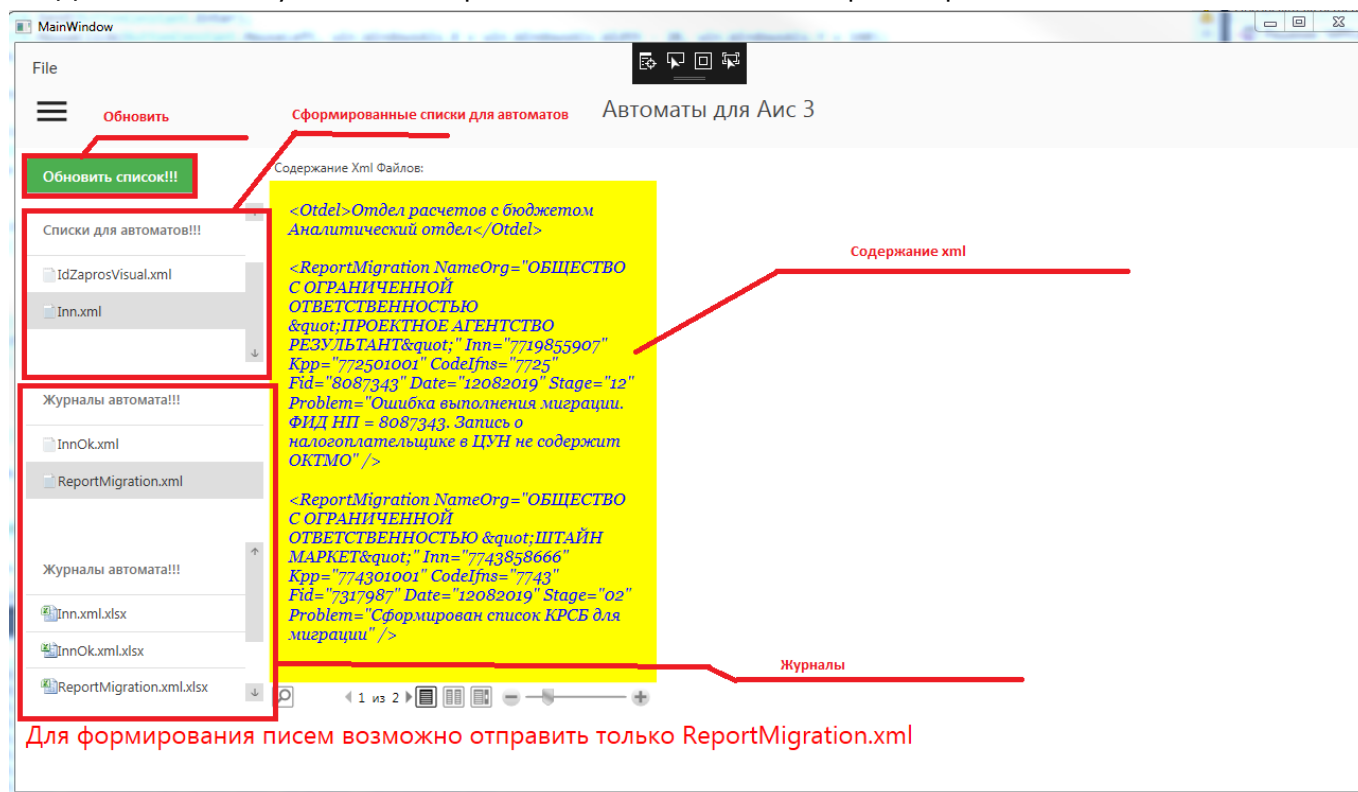 MainWindow
File
Обновить
Сформированные списки для автоматов
Автоматы для Аис 3
Обновить список!!!
Содержание Xml Файлов:
Списки для автоматов!!!
IdZaprosVisual.xml
Inn.xml
Журналы автомата!!!
InnOk.xml
ReportMigration.xml
Журналы автомата!!!
Inn.xml.xlsx
InnOk.xml.xlsx
ReportMigration.xml.xlsx
<Otdel>Отдел расчетов с бюджетом
Аналитический отдел</Otdel>
<ReportMigration NameOrg="ОБЩЕСТВО
С ОГРАНИЧЕННОЙ
ОТВЕТСТВЕННОСТЬЮ
&quot;ПРОЕКТНОЕ АГЕНТСТВО
РЕЗУЛЬТАНТ&quot;" Inn="7719855907"
Kpp="772501001" CodeIfns="7725"
Fid="8087343" Date="12082019" Stage="12"
Problem="Ошибка выполнения миграции.
ФИД НП = 8087343. Запись о
налогоплательщике в ЦУН не содержит
ОКТМО" />
<ReportMigration NameOrg="ОБЩЕСТВО
С ОГРАНИЧЕННОЙ
ОТВЕТСТВЕННОСТЬЮ &quot;ШТАЙН
МАРКЕТ&quot;" Inn="7743858666"
Kpp="774301001" CodeIfns="7743"
Fid="7317987" Date="12082019" Stage="02"
Problem="Сформирован список КРСБ для
миграции" />
Содержание xml
Журналы
1 из 2
Для формирования писем возможно отправить только ReportMigration.xml